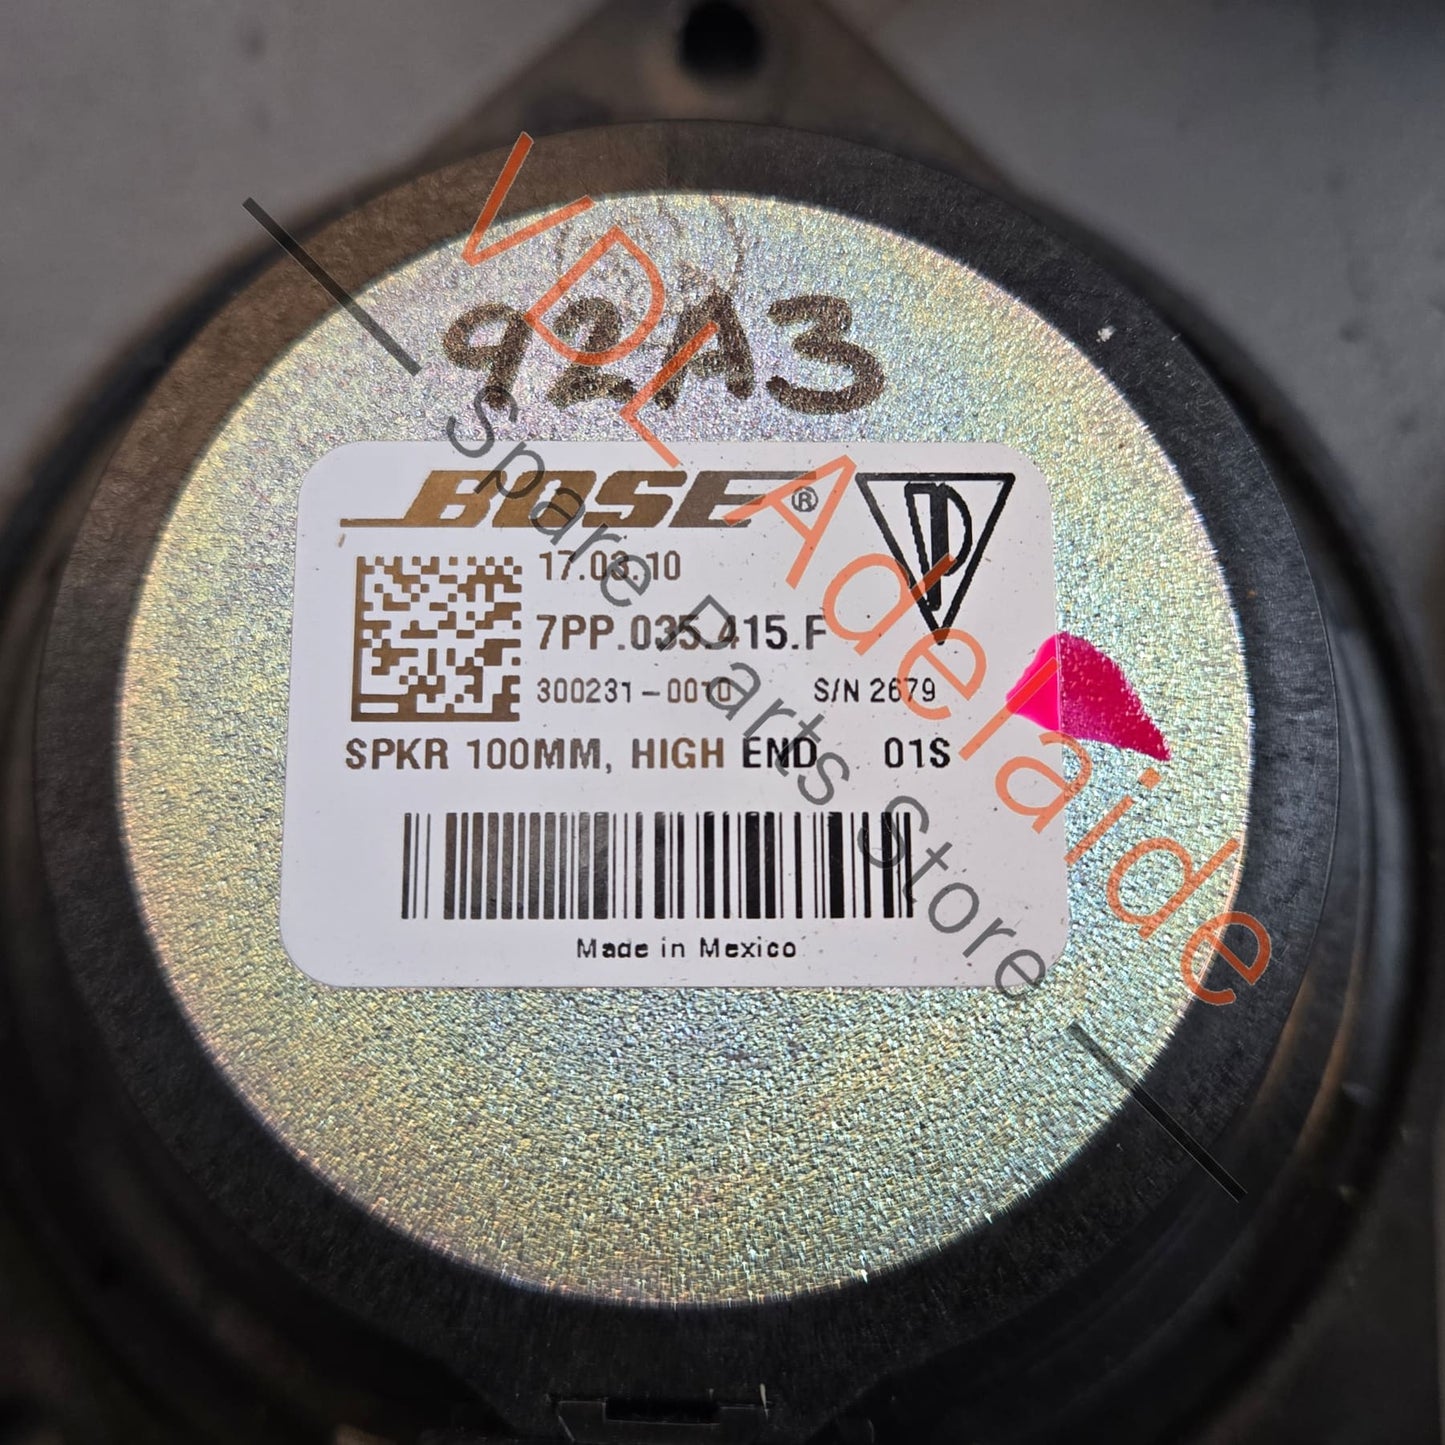 92A3
BOSE®
17.03.10
7PP.035.415.F
300231-0010 S/N 2679
SPKR 100MM, HIGH END 01S
Made in Mexico
P
VDL Adelaide
Spare Parts Store